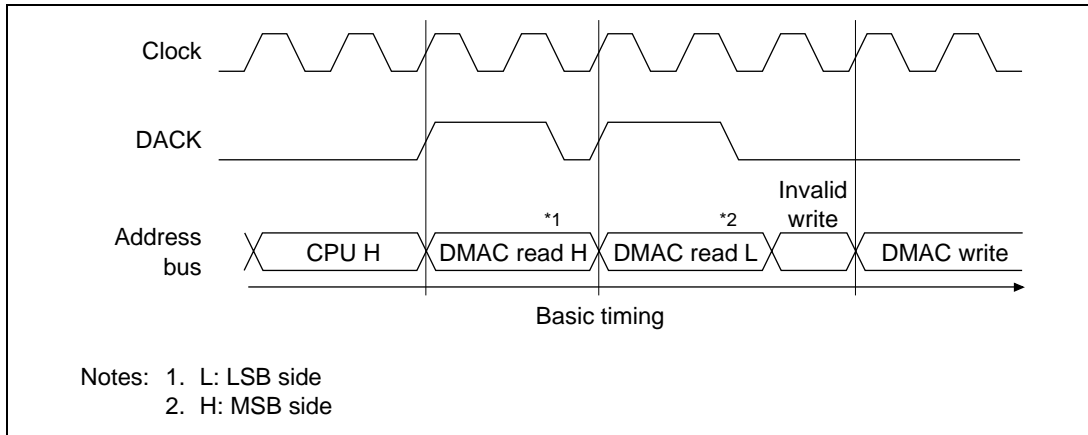 Clock
DACK
Invalid
write
*1
*2
Address
bus
CPU H
DMAC read H
DMAC read L
DMAC write
Basic timing
Notes: 1. L: LSB side
2. H: MSB side